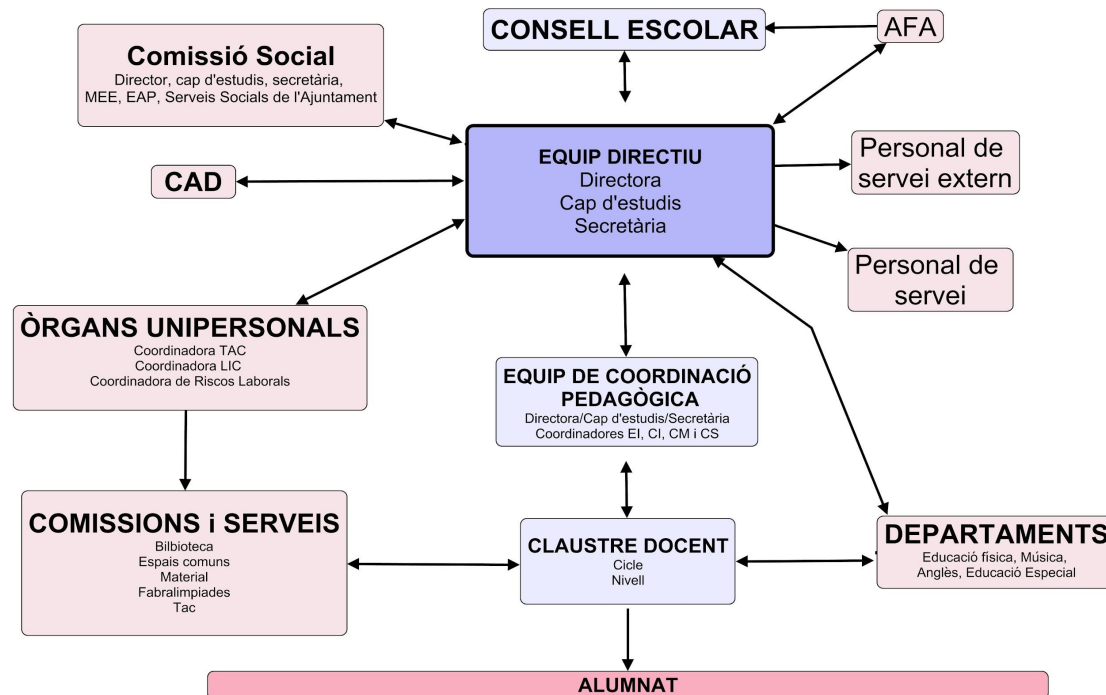 CONSELL ESCOLAR
AFA
Comissió Social
Director, cap d'estudis, secretària,
MEE, EAP, Serveis Socials de l'Ajuntament
EQUIP DIRECTIU
Directora
Cap d'estudis
Secretària
Personal de
servei extern
CAD
Personal de
servei
ÒRGANS UNIPERSONALS
Coordinadora TAC
Coordinadora LIC
Coordinadora de Riscos Laborals
EQUIP DE COORDINACIÓ
PEDAGÒGICA
Directora/Cap d'estudis/Secretària
Coordinadores EI, CI, CM i CS
COMISSIONS i SERVEIS
Bilbioteca
Espais comuns
Material
Fabralimpiades
Tac
CLAUSTRE DOCENT
Cicle
Nivell
DEPARTAMENTS
Educació física, Música,
Anglès, Educació Especial
ALUMNAT